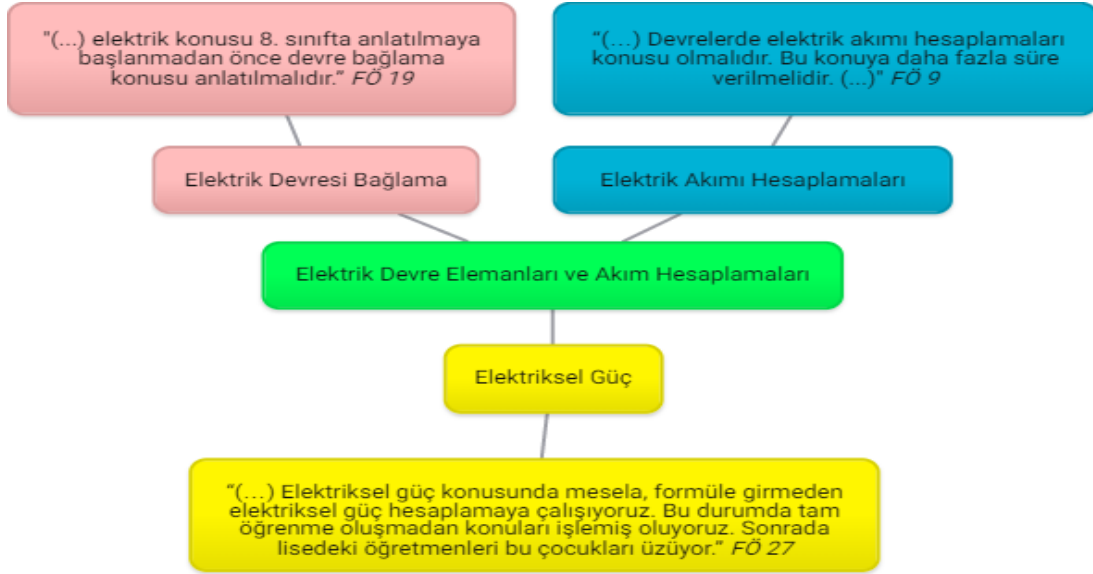 "(...) elektrik konusu 8. sınıfta anlatılmaya
başlanmadan önce devre bağlama
konusu anlatılmalıdır.” FÖ 19
“(...) Devrelerde elektrik akımı hesaplamaları
konusu olmalıdır. Bu konuya daha fazla süre
verilmelidir. (...)" FÖ 9
Elektrik Devresi Bağlama
Elektrik Akımı Hesaplamaları
Elektrik Devre Elemanları ve Akım Hesaplamaları
Elektriksel Güç
“(...) Elektriksel güç konusunda mesela, formüle girmeden
elektriksel güç hesaplamaya çalışıyoruz. Bu durumda tam
öğrenme oluşmadan konuları işlemiş oluyoruz. Sonrada
lisedeki öğretmenleri bu çocukları üzüyor.” FÖ 27